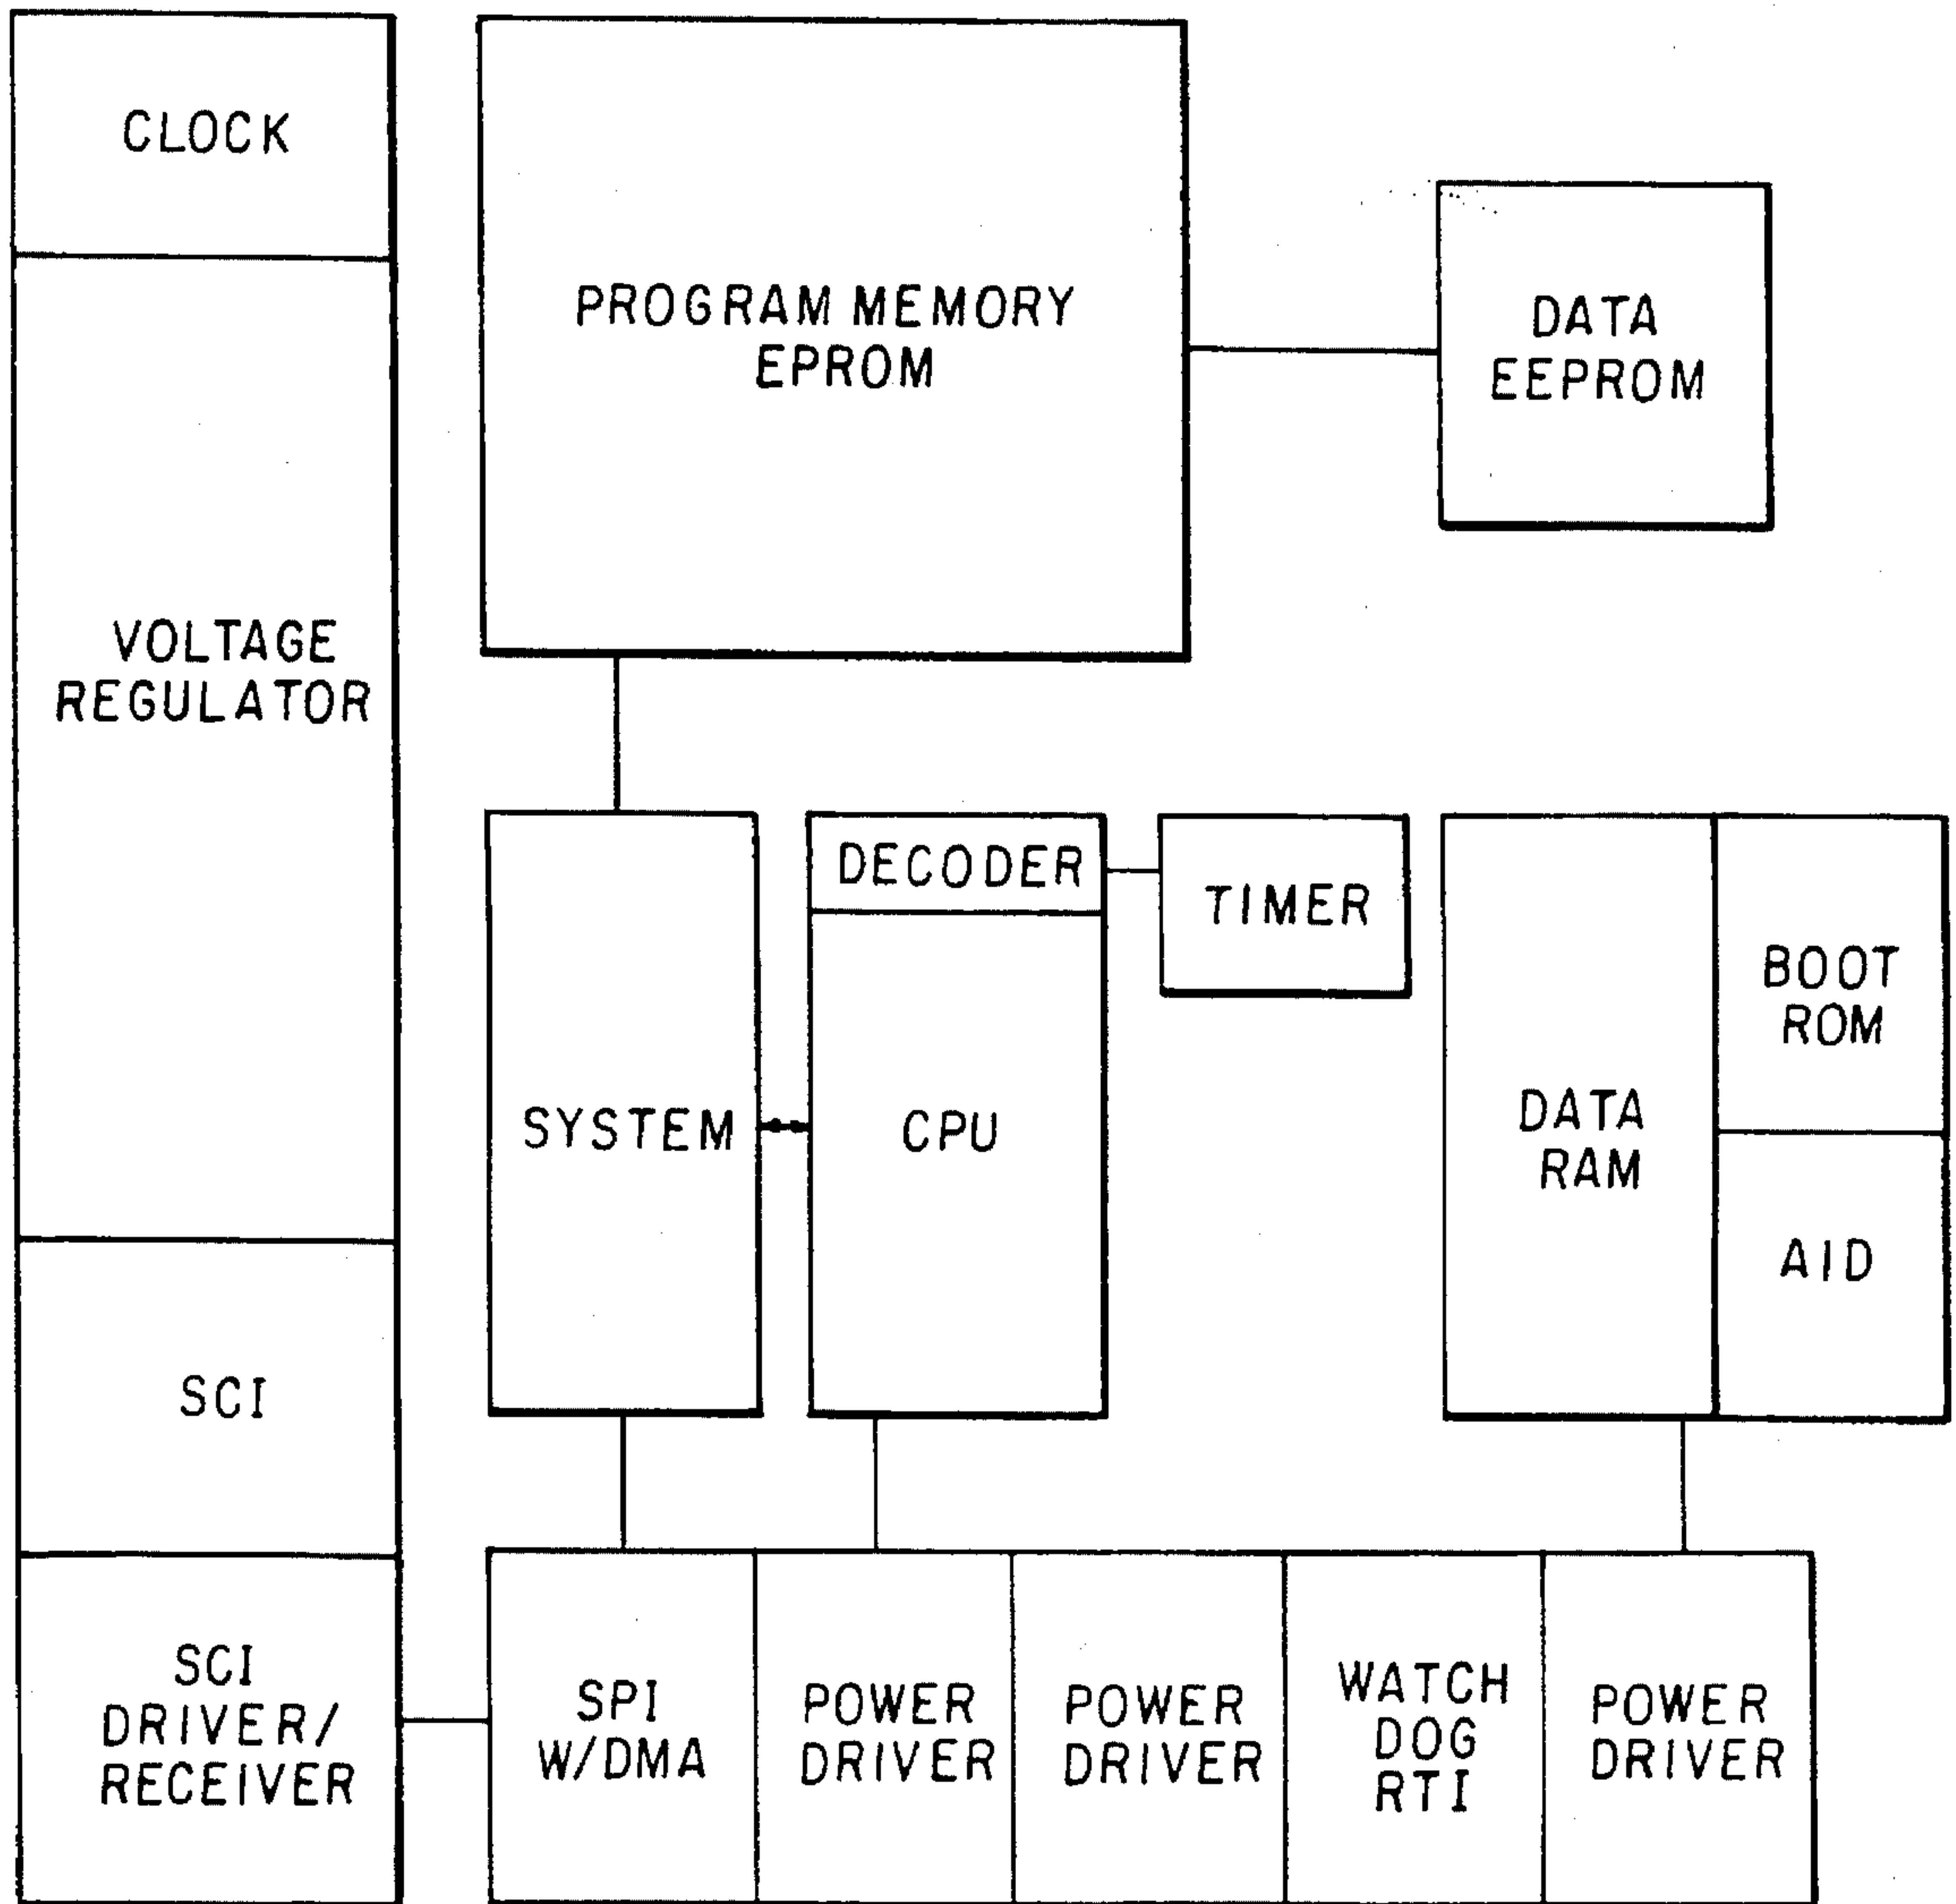 CLOCK
PROGRAM MEMORY
EPROM
DATA
EEPROM
VOLTAGE
REGULATOR
DECODER
TIMER
BOOT
ROM
SYSTEM
CPU
DATA
RAM
AID
SCI
SCI
DRIVER/
RECEIVER
SPI
W/DMA
POWER
DRIVER
POWER
DRIVER
WATCH
DOG
RTI
POWER
DRIVER